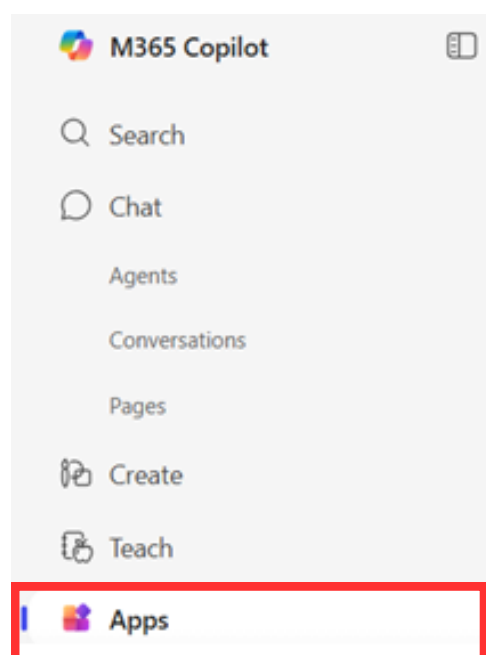 M365 Copilot
Search
Chat
Agents
Conversations
Pages
Create
Teach
Apps